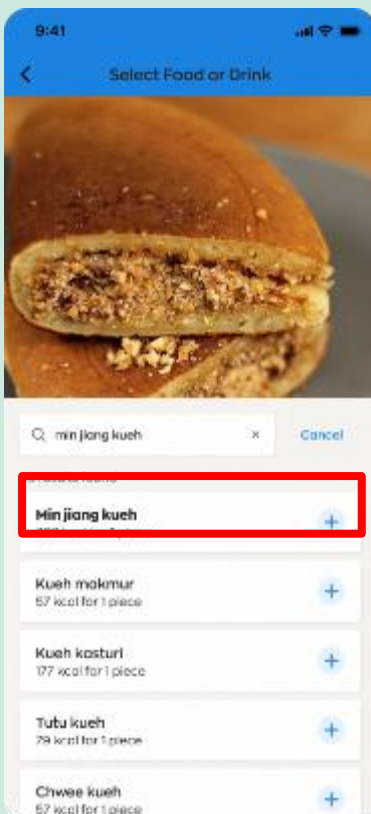 9:41
Select Food or Drink
min jiang kueh
Cancel
Min jiang kueh
Kueh makmur
57 kcal for 1 piece
Kueh kasturi
177 kcal for 1 piece
Tutu kueh
79 kcal for 1 piece
Chwee kueh
57 kcal for 1 piece